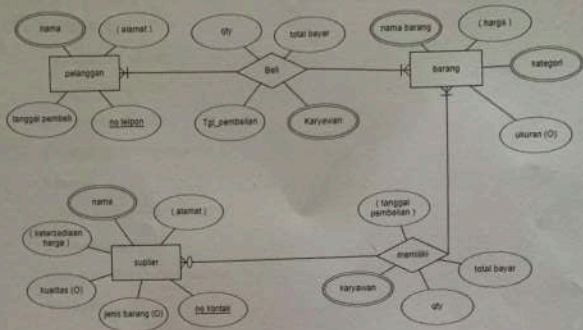 nama
( alamat )
qty
total bayar
nama barang
( harga )
pelanggan
Beli
barang
kategori
tanggal pembeli
no telpon
Tgl_pembelian
Karyawan
ukuran (O)
nama
( alamat )
( tanggal
pembelian )
( ketersediaan
harga )
suplier
memiliki
kualitas (O)
jenis barang (O)
no kontak
karyawan
qty
total bayar